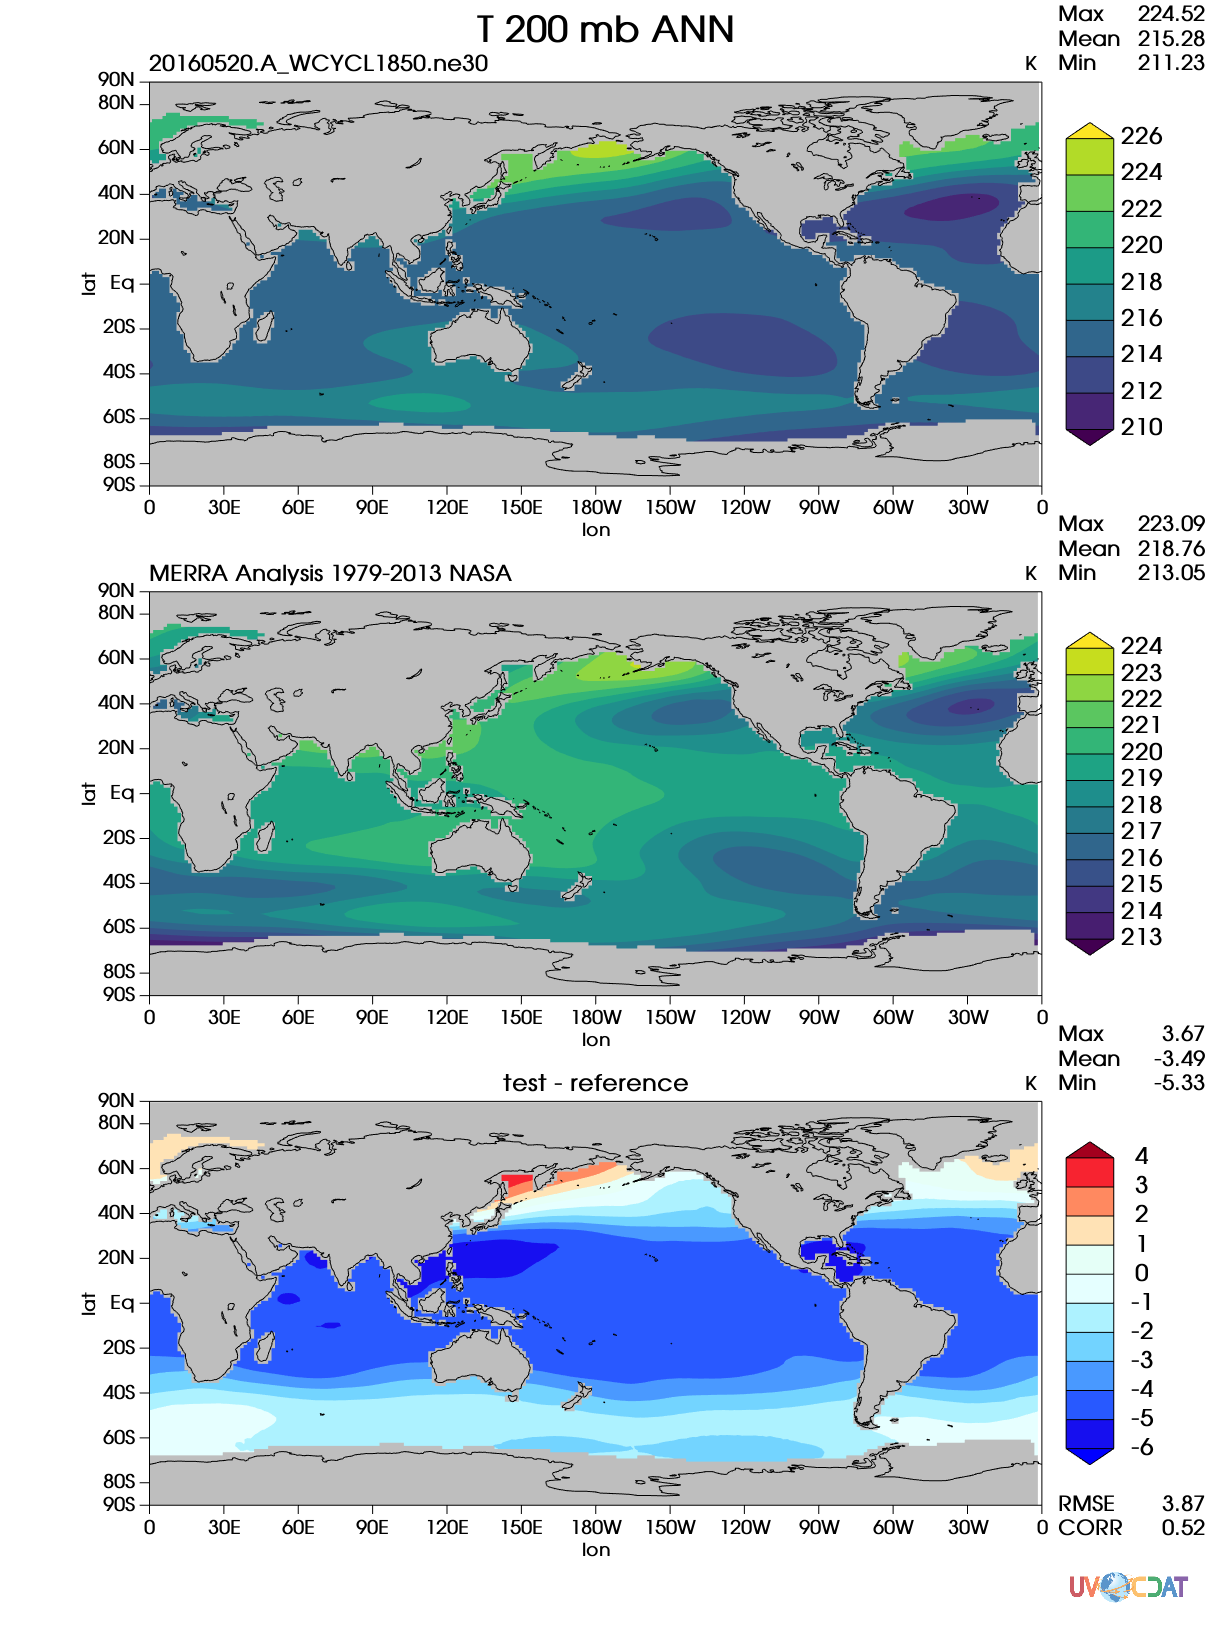 T 200 mb ANN
20160520.A_WCYCL1850.ne30 K
Max 224.52
Mean 215.28
Min 211.23
90N
80N
60N
40N
20N
Eq
20S
40S
60S
80S
90S
lat
0 30E 60E 90E 120E 150E 180W 150W 120W 90W 60W 30W 0
lon
226
224
222
220
218
216
214
212
210
MERRA Analysis 1979-2013 NASA K
Max 223.09
Mean 218.76
Min 213.05
90N
80N
60N
40N
20N
Eq
20S
40S
60S
80S
90S
lat
0 30E 60E 90E 120E 150E 180W 150W 120W 90W 60W 30W 0
lon
224
223
222
221
220
219
218
217
216
215
214
213
test - reference K
Max 3.67
Mean -3.49
Min -5.33
90N
80N
60N
40N
20N
Eq
20S
40S
60S
80S
90S
lat
0 30E 60E 90E 120E 150E 180W 150W 120W 90W 60W 30W 0
lon
4
3
2
1
0
-1
-2
-3
-4
-5
-6
RMSE 3.87
CORR 0.52
UV CDAT